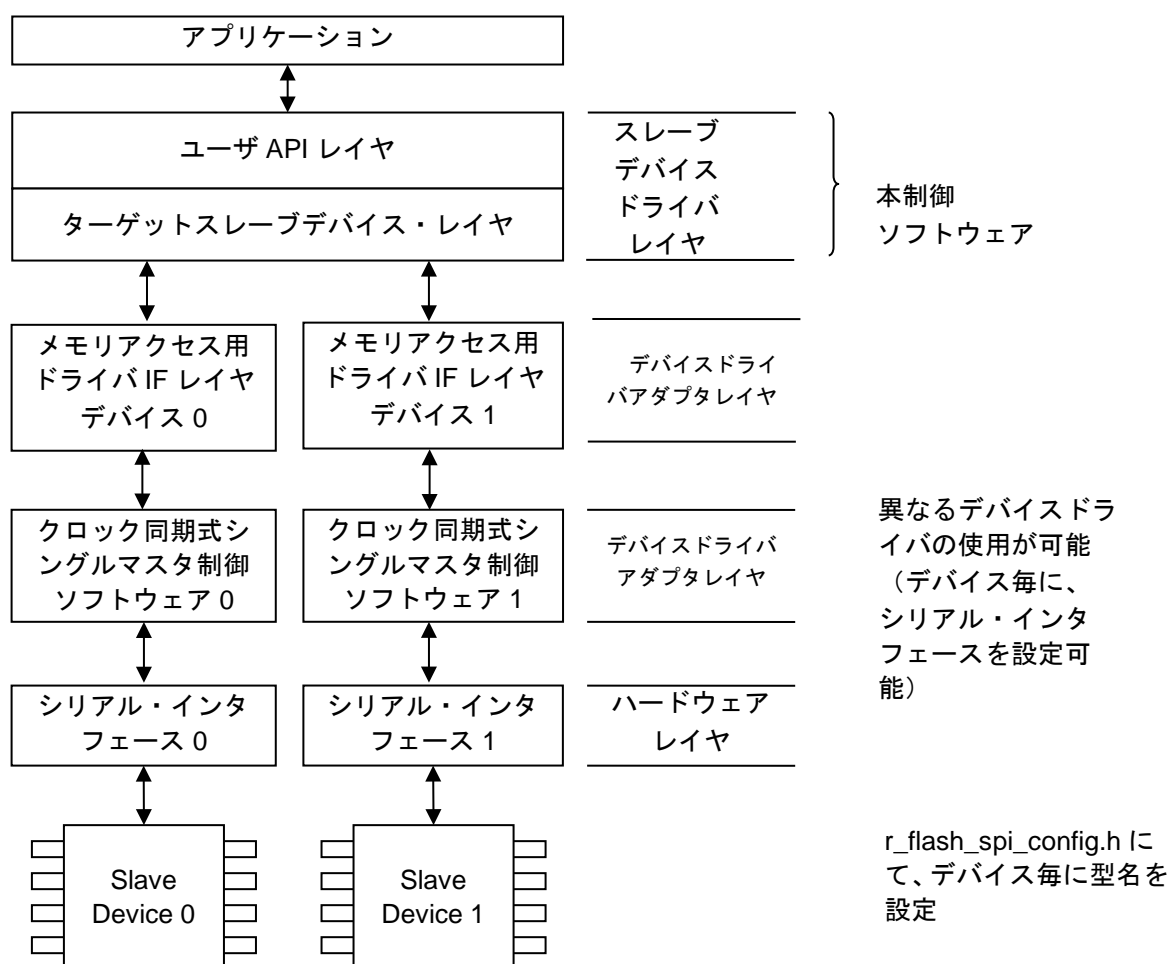 アプリケーション
ユーザ API レイヤ
ターゲットスレーブデバイス・レイヤ
スレーブ
デバイス
ドライバ
レイヤ
本制御
ソフトウェア
メモリアクセス用
ドライバ IF レイヤ
デバイス 0
メモリアクセス用
ドライバ IF レイヤ
デバイス 1
デバイスドライ
バアダプタレイヤ
クロック同期式シ
ングルマスタ制御
ソフトウェア 0
クロック同期式シ
ングルマスタ制御
ソフトウェア 1
デバイスドライバ
アダプタレイヤ
異なるデバイスドラ
イバの使用が可能
（デバイス毎に、
シリアル・インタ
フェースを設定可
能）
シリアル・インタ
フェース 0
シリアル・インタ
フェース 1
ハードウェア
レイヤ
Slave
Device 0
Slave
Device 1
r_flash_spi_config.h に
て、デバイス毎に型名を
設定